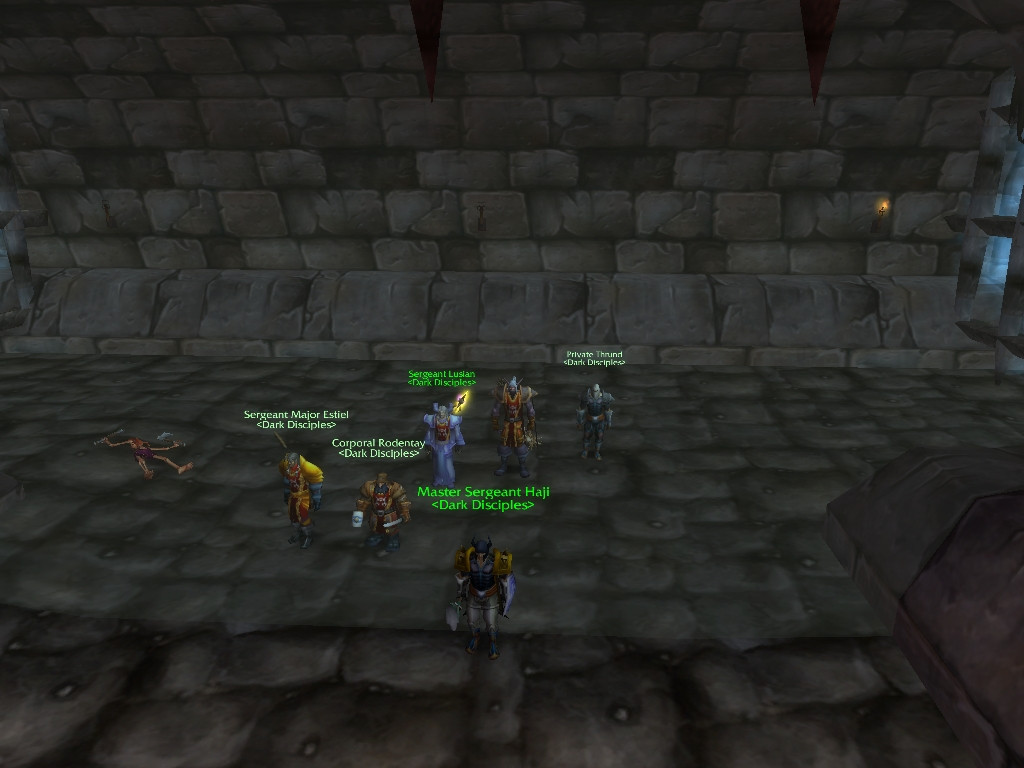 Private Thrund
<Dark Disciples>
Sergeant Lusian
<Dark Disciples>
Sergeant Major Estiel
<Dark Disciples>
Corporal Rodentay
<Dark Disciples>
Master Sergeant Haji
<Dark Disciples>